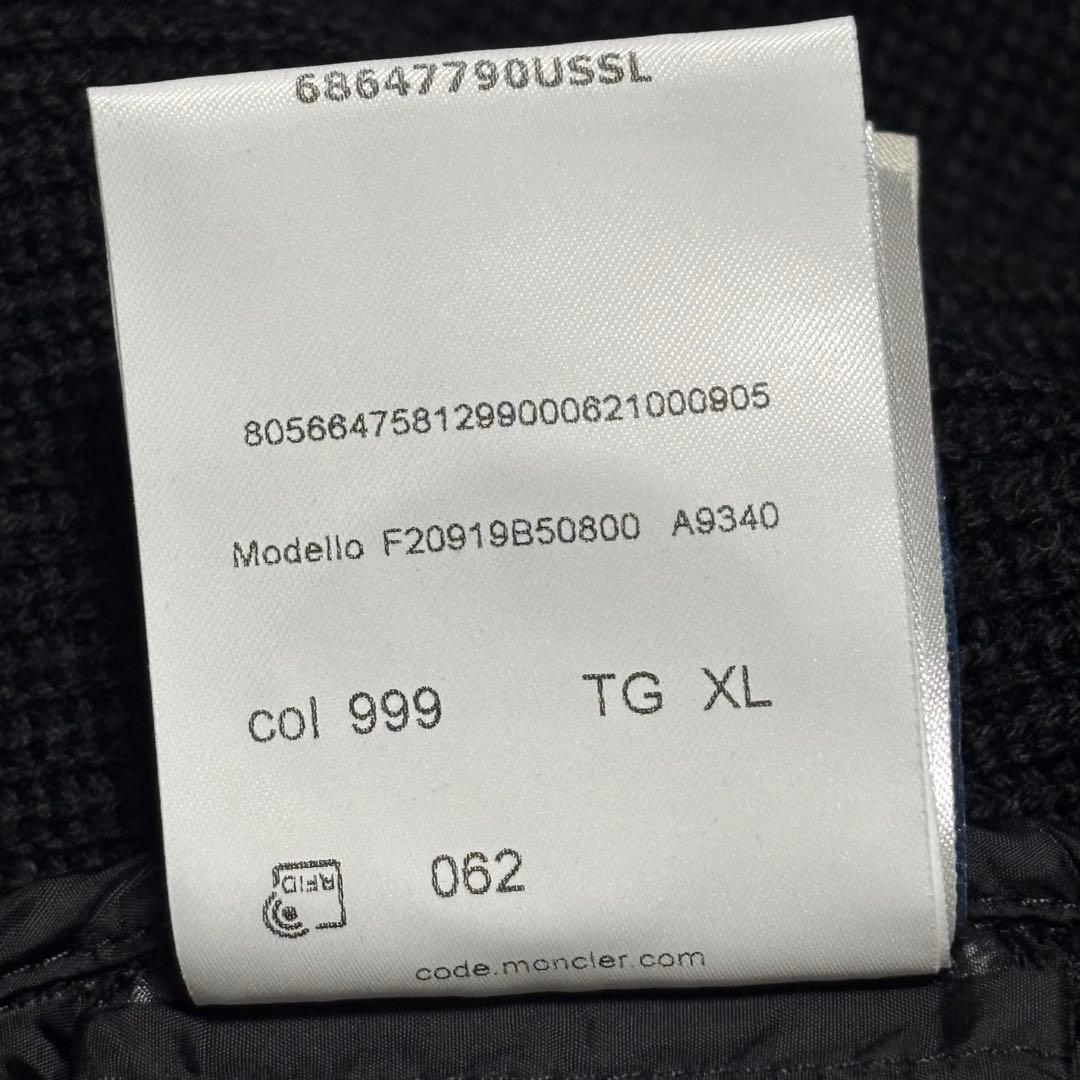 68647790USSL
8056647581299000621000905
Modello F20919B50800 A9340
col 999 TG XL
RFID 062
code.moncler.com